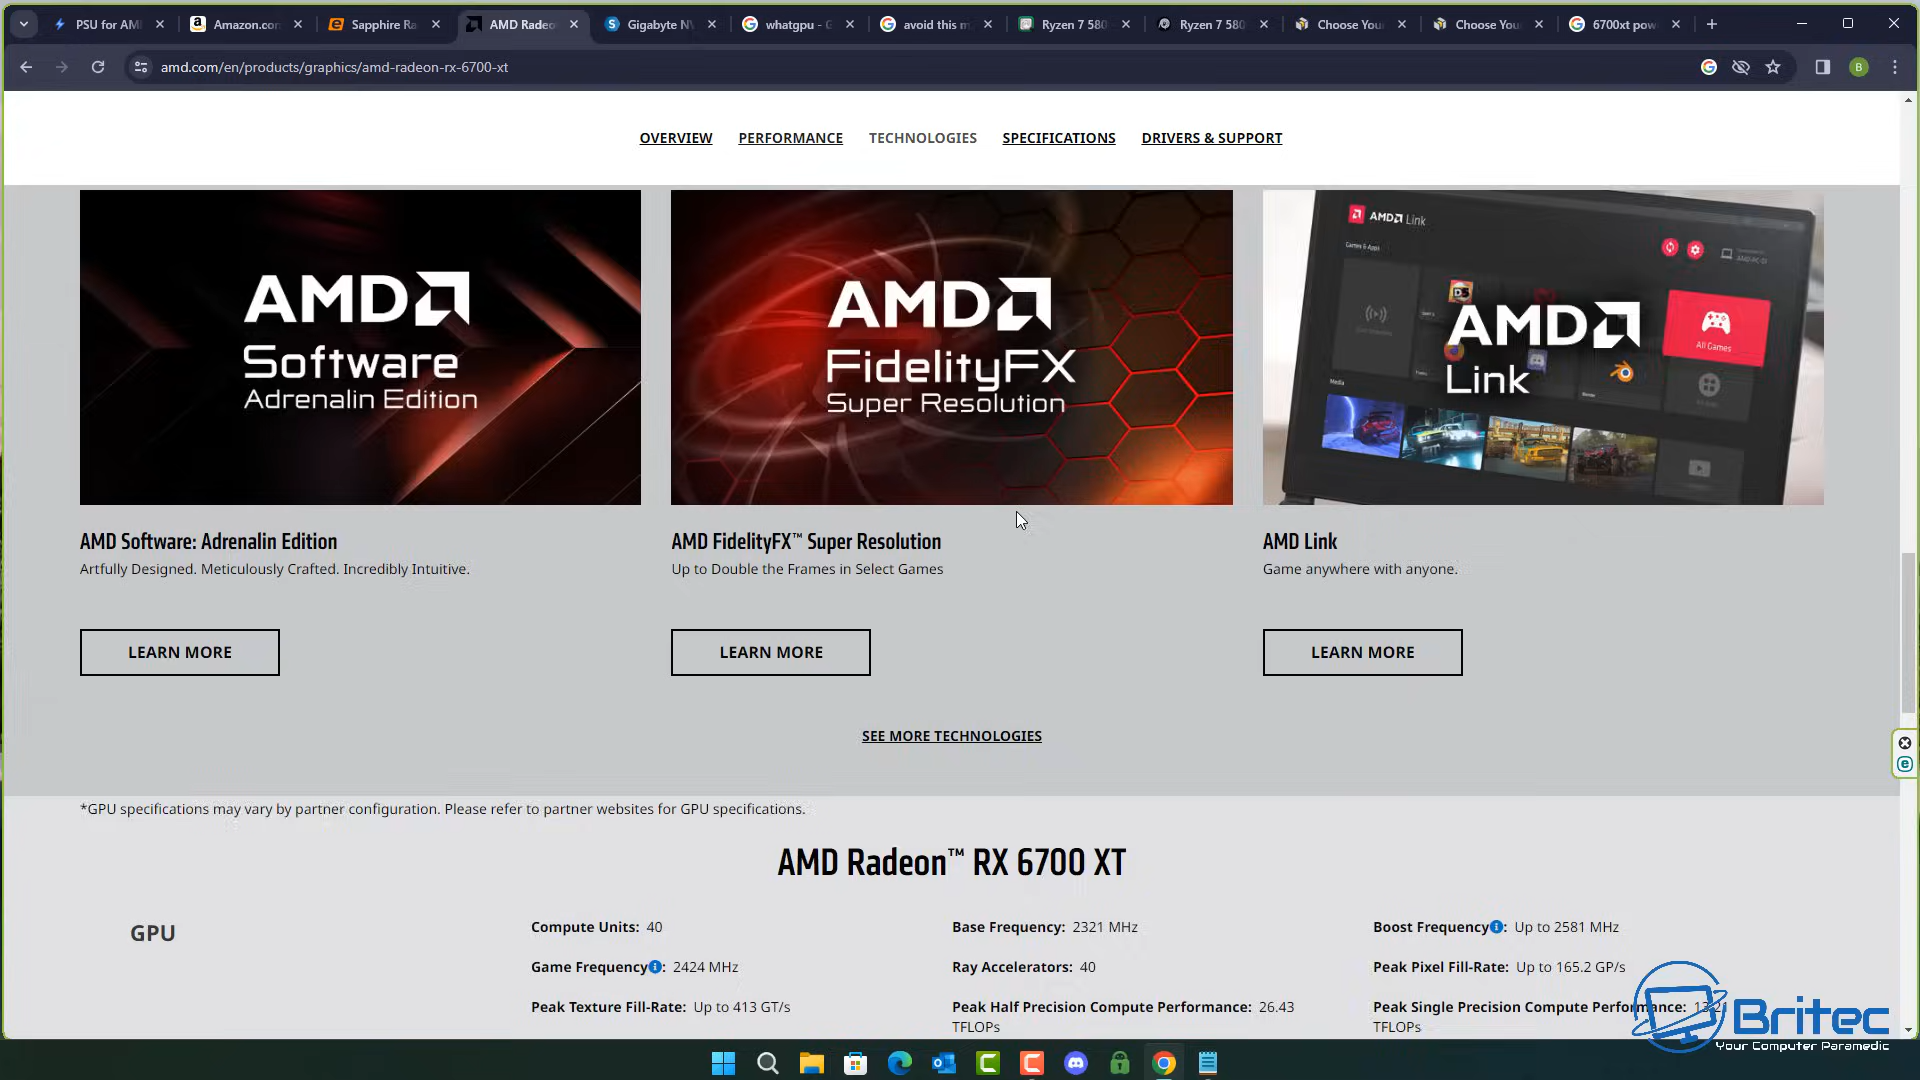 PSU for AM
Amazon.co
Sapphire Ra
AMD Rade
Gigabyte N
whatgpu - G
avoid this m
Ryzen 7 580
Ryzen 7 580
Choose You
Choose You
6700xt pow
amd.com/en/products/graphics/amd-radeon-rx-6700-xt
B
OVERVIEW PERFORMANCE TECHNOLOGIES SPECIFICATIONS DRIVERS & SUPPORT
AMD
Software
Adrenalin Edition
AMD
FidelityFX
Super Resolution
AMD Link
Games & Apps
AMD
Link
All Games
Media
AMD Software: Adrenalin Edition
Artfully Designed. Meticulously Crafted. Incredibly Intuitive.
LEARN MORE
AMD FidelityFX™ Super Resolution
Up to Double the Frames in Select Games
LEARN MORE
AMD Link
Game anywhere with anyone.
LEARN MORE
SEE MORE TECHNOLOGIES
*GPU specifications may vary by partner configuration. Please refer to partner websites for GPU specifications.
AMD Radeon™ RX 6700 XT
GPU
Compute Units: 40
Base Frequency: 2321 MHz
Boost Frequency: Up to 2581 MHz
Game Frequency: 2424 MHz
Ray Accelerators: 40
Peak Pixel Fill-Rate: Up to 165.2 GP/s
Peak Texture Fill-Rate: Up to 413 GT/s
Peak Half Precision Compute Performance: 26.43
TFLOPs
Peak Single Precision Compute Performance: 13.21
TFLOPs
Britec
Your Computer Paramedic